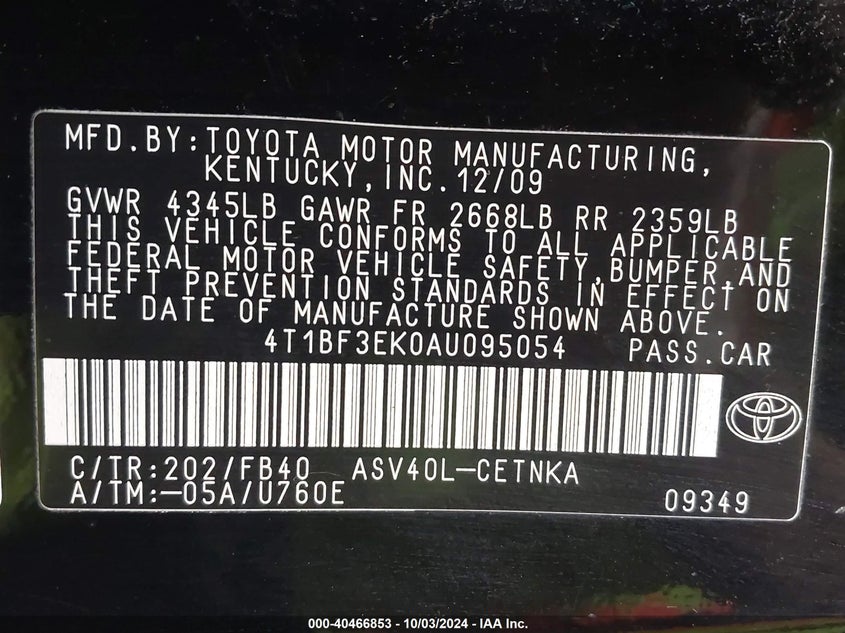 MFD.BY:TOYOTA MOTOR MANUFACTURING,
KENTUCKY,INC.12/09
GVWR 4345LB GAWR FR 2668LB RR 2359LB
THIS VEHICLE CONFORMS TO ALL APPLICABLE
FEDERAL MOTOR VEHICLE SAFETY,BUMPER,AND
THEFT PREVENTION STANDARDS IN EFFECT ON
THE DATE OF MANUFACTURE SHOWN ABOVE.
4T1BF3EK0AU095054 PASS.CAR
C/TR:202/FB40 ASV40L-CETNKA
A/TM:-05A/U760E 09349
000-40466853 - 10/03/2024 - IAA Inc.